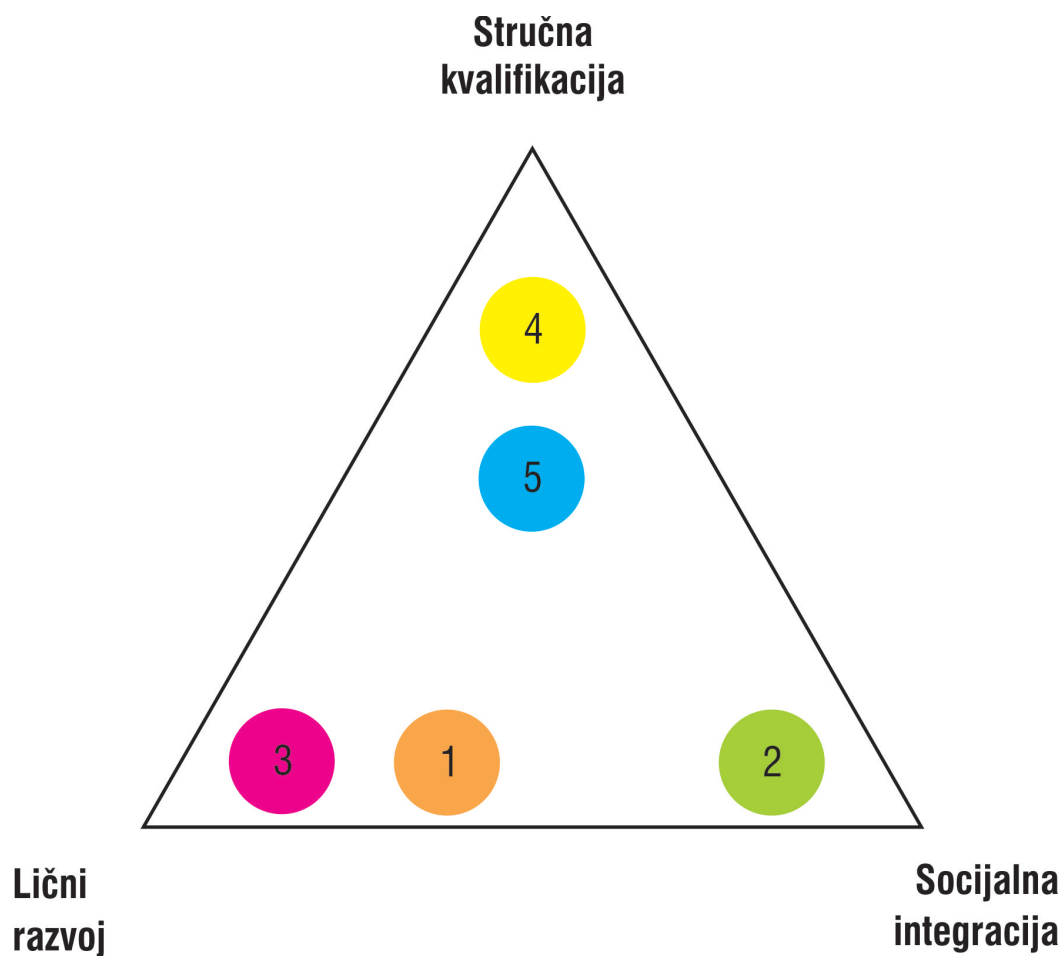 Stručna
kvalifikacija
4
5
3
1
2
Lični
razvoj
Socijalna
integracija